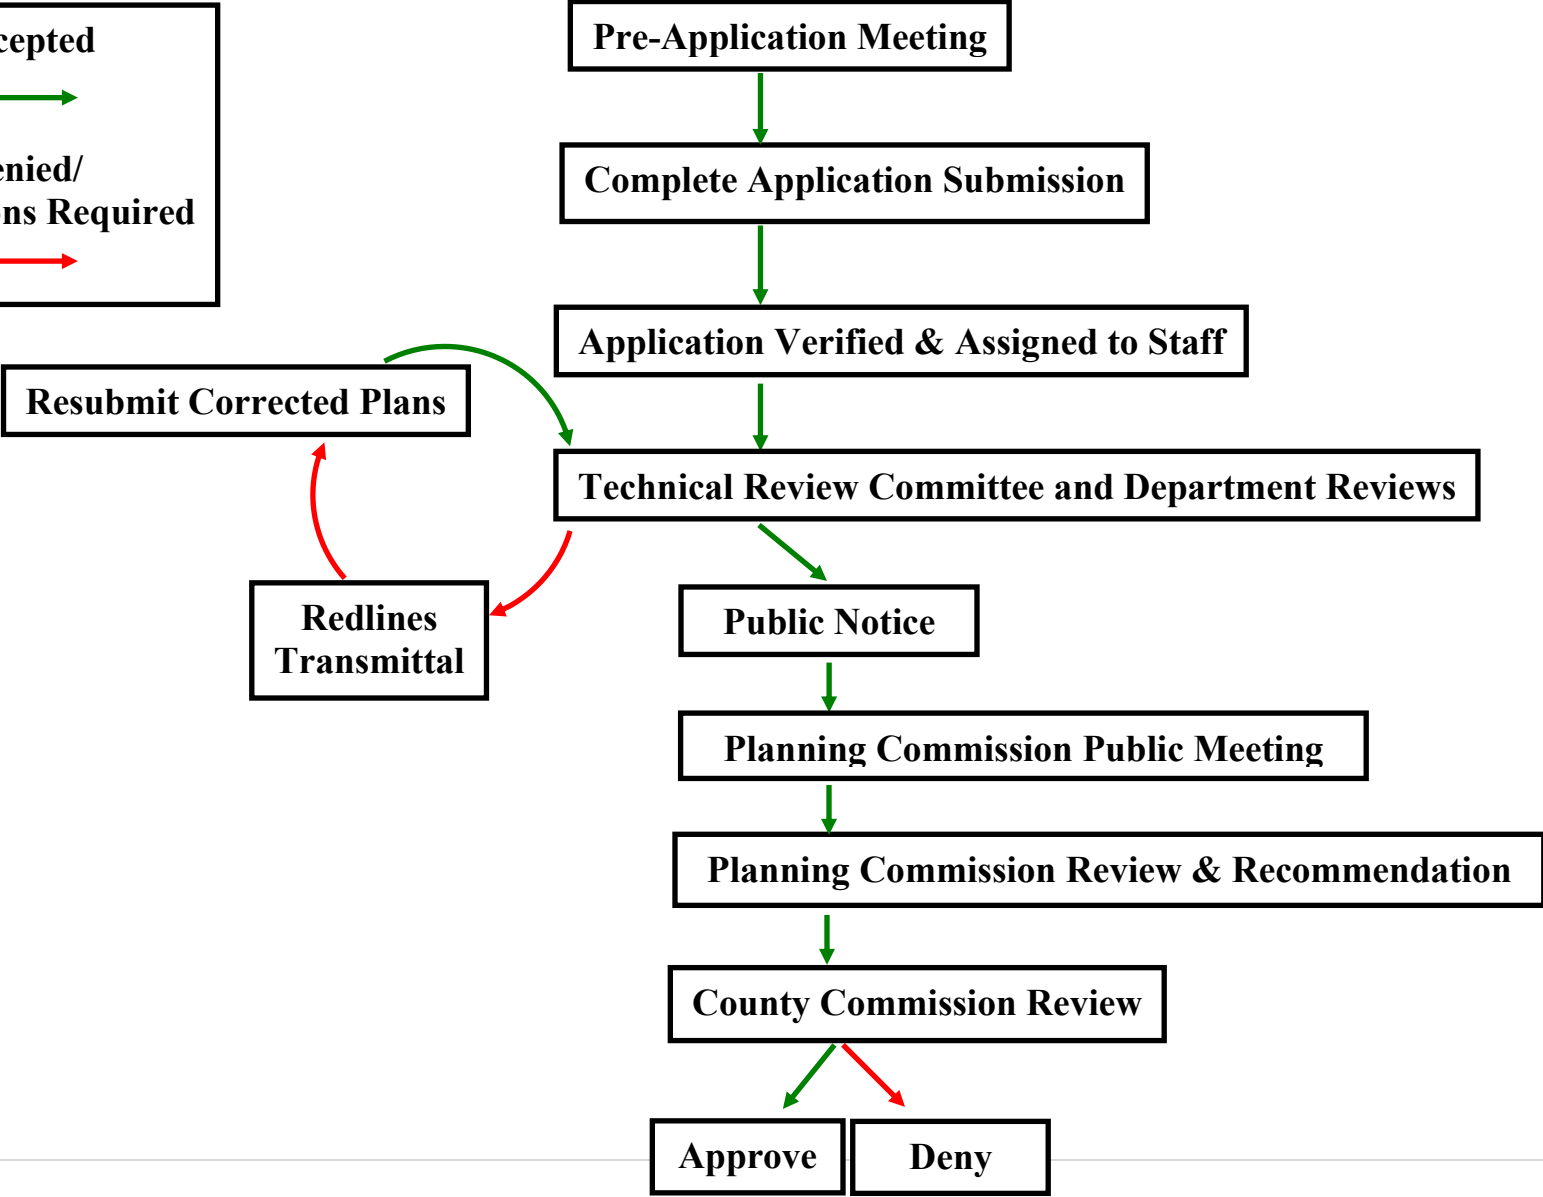 cepted
enied/
ns Required
Pre-Application Meeting
Complete Application Submission
Application Verified & Assigned to Staff
Resubmit Corrected Plans
Technical Review Committee and Department Reviews
Redlines
Transmittal
Public Notice
Planning Commission Public Meeting
Planning Commission Review & Recommendation
County Commission Review
Approve
Deny